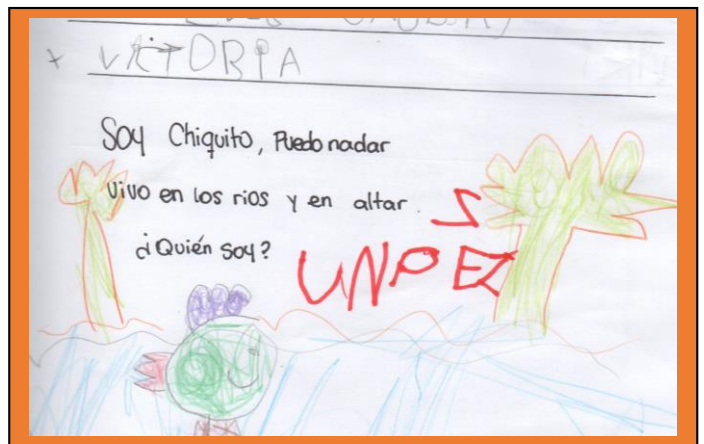 + VICTORIA
Soy Chiquito, Puedo nadar
vivo en los rios y en altar.
¿Quién soy?
UN PEZ
S